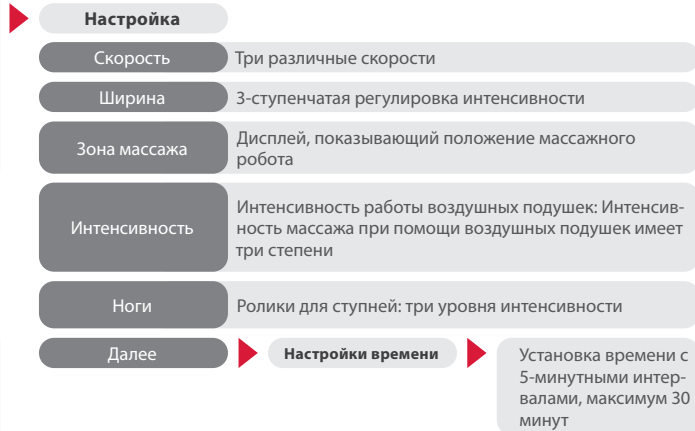 Настройка
Скорость
Три различные скорости
Ширина
3-ступенчатая регулировка интенсивности
Зона массажа
Дисплей, показывающий положение массажного
робота
Интенсивность
Интенсивность работы воздушных подушек: Интенсив-
ность массажа при помощи воздушных подушек имеет
три степени
Ноги
Ролики для ступней: три уровня интенсивности
Далее
Настройки времени
Установка времени с
5-минутными интер-
валами, максимум 30
минут